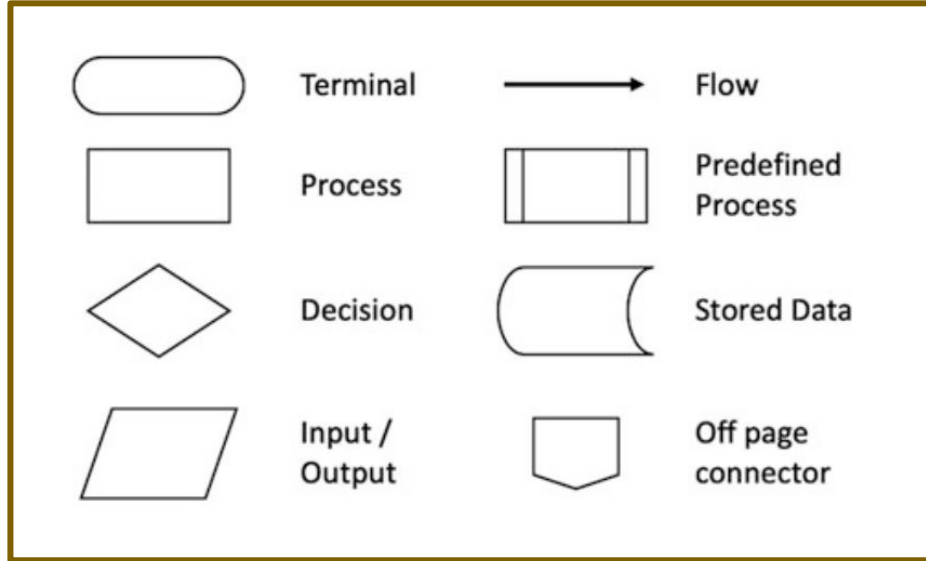 Terminal
Flow
Process
Predefined
Process
Decision
Stored Data
Input /
Output
Off page
connector